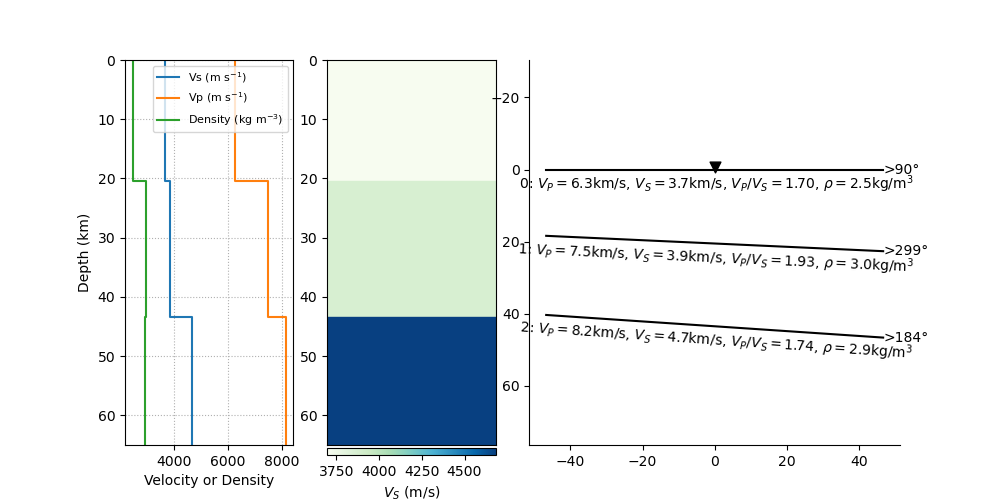 0
10
20
30
40
50
60
Depth (km)
Vs (m s⁻¹)
Vp (m s⁻¹)
Density (kg m⁻³)
4000 6000 8000
Velocity or Density
0
10
20
30
40
50
60
3750 4000 4250 4500
V_S (m/s)
−20
0
20
40
60
>90°
0: V_P = 6.3km/s, V_S = 3.7km/s, V_P/V_S = 1.70, ρ = 2.5kg/m³
>299°
1: V_P = 7.5km/s, V_S = 3.9km/s, V_P/V_S = 1.93, ρ = 3.0kg/m³
>184°
2: V_P = 8.2km/s, V_S = 4.7km/s, V_P/V_S = 1.74, ρ = 2.9kg/m³
−40 −20 0 20 40